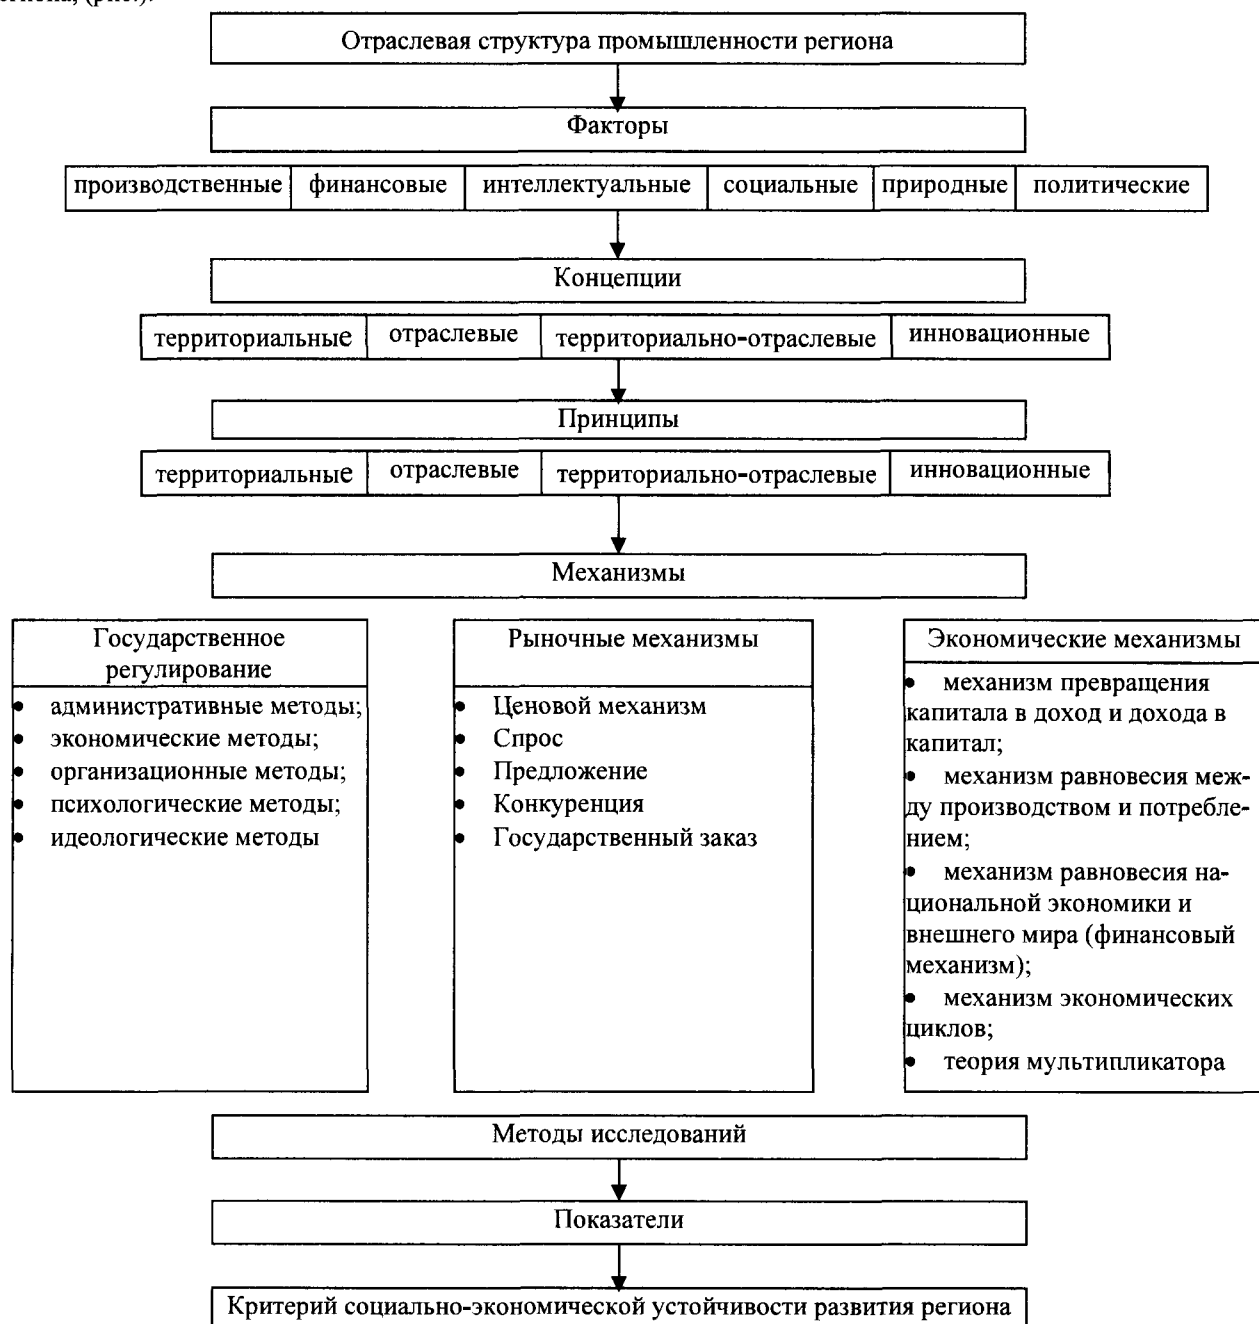 Отраслевая структура промышленности региона
Факторы
производственные финансовые интеллектуальные социальные природные политические
Концепции
территориальные отраслевые территориально-отраслевые инновационные
Принципы
территориальные отраслевые территориально-отраслевые инновационные
Механизмы
Государственное
регулирование
• административные методы;
• экономические методы;
• организационные методы;
• психологические методы;
• идеологические методы
Рыночные механизмы
• Ценовой механизм
• Спрос
• Предложение
• Конкуренция
• Государственный заказ
Экономические механизмы
• механизм превращения
капитала в доход и дохода в
капитал;
• механизм равновесия меж-
ду производством и потребле-
нием;
• механизм равновесия на-
циональной экономики и
внешнего мира (финансовый
механизм);
• механизм экономических
циклов;
• теория мультипликатора
Методы исследований
Показатели
Критерий социально-экономической устойчивости развития региона